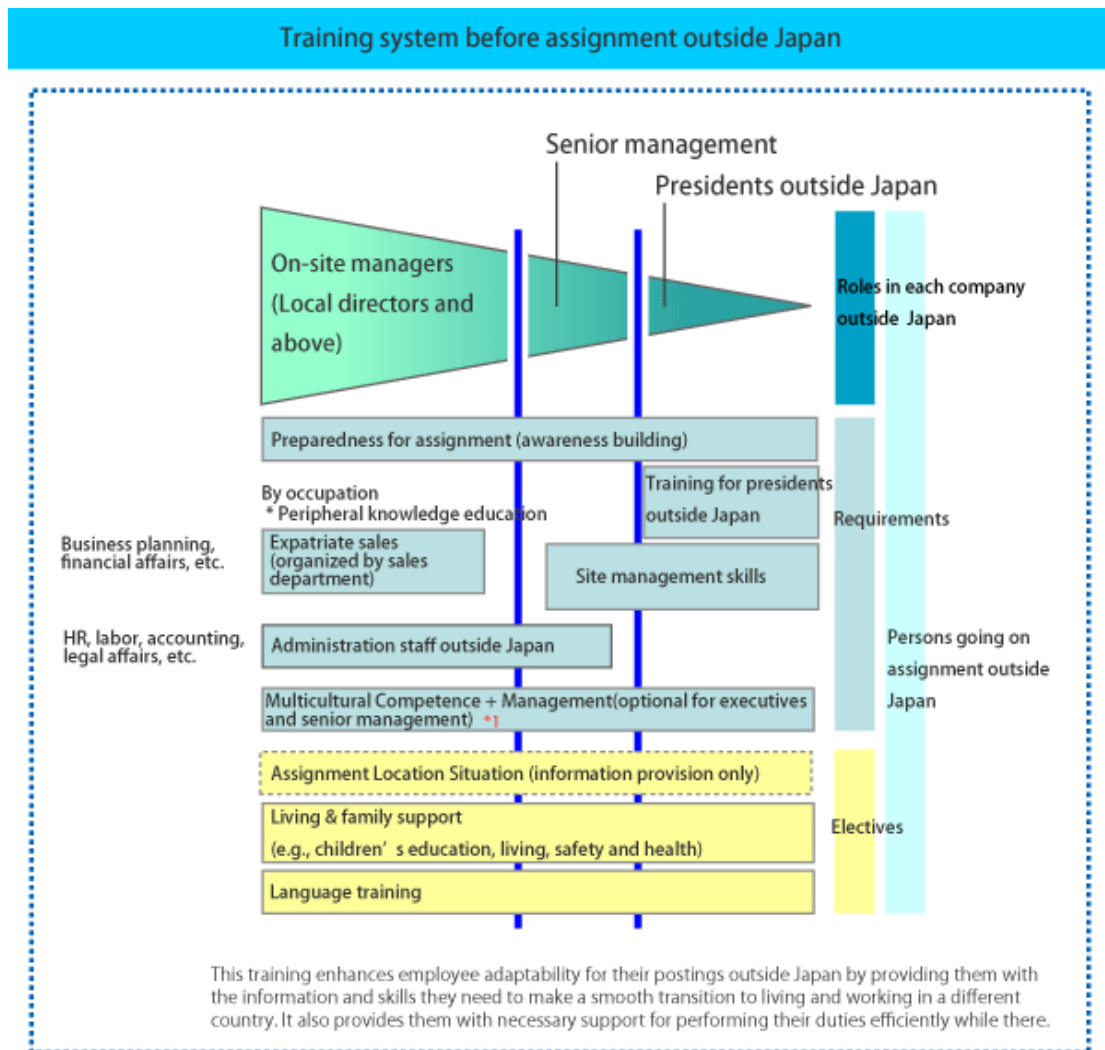 Training system before assignment outside Japan
Senior management
Presidents outside Japan
On-site managers
(Local directors and
above)
Roles in each company
outside Japan
Preparedness for assignment (awareness building)
Training for presidents
outside Japan
By occupation
* Peripheral knowledge education
Requirements
Business planning,
financial affairs, etc.
Expatriate sales
(organized by sales
department)
Site management skills
HR, labor, accounting,
legal affairs, etc.
Administration staff outside Japan
Persons going on
assignment outside
Japan
Multicultural Competence + Management(optional for executives
and senior management) *1
Assignment Location Situation (information provision only)
Living & family support
(e.g., children’ s education, living, safety and health)
Electives
Language training
This training enhances employee adaptability for their postings outside Japan by providing them with
the information and skills they need to make a smooth transition to living and working in a different
country. It also provides them with necessary support for performing their duties efficiently while there.